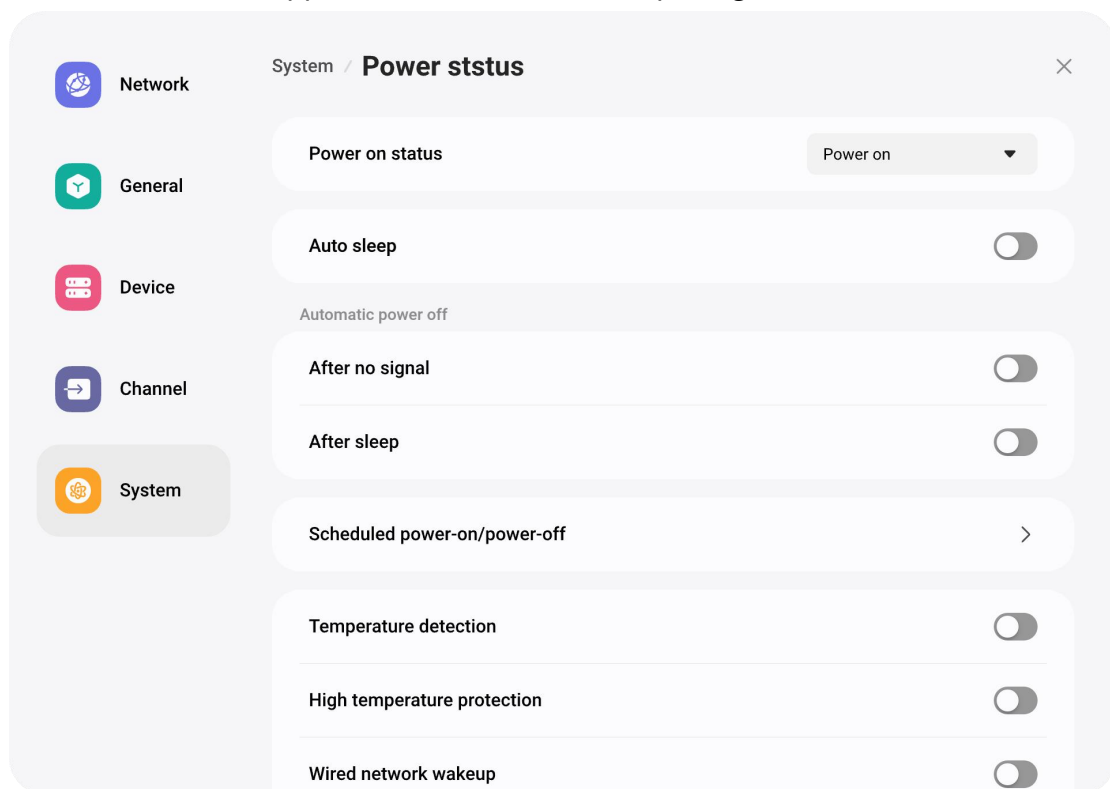 Network
General
Device
Channel
System
System / Power ststus
Power on status
Power on
Auto sleep
Automatic power off
After no signal
After sleep
Scheduled power-on/power-off
Temperature detection
High temperature protection
Wired network wakeup